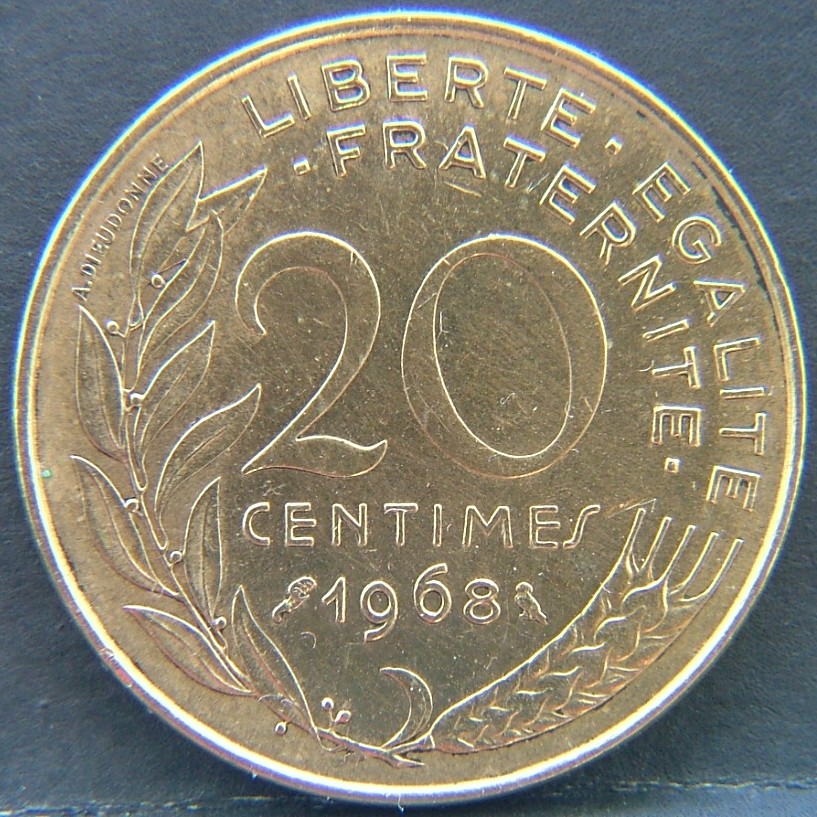 LIBERTE · EGALITE
· FRATERNITE ·
A.DIEUDONNE
20
CENTIMES
1968